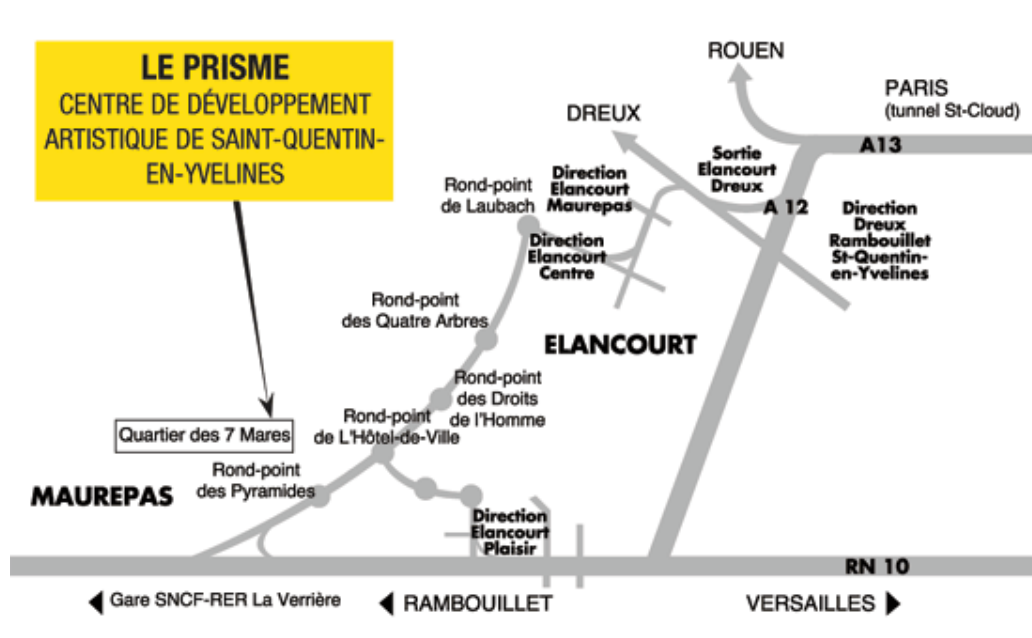 LE PRISME
CENTRE DE DÉVELOPPEMENT
ARTISTIQUE DE SAINT-QUENTIN-
EN-YVELINES
ROUEN
PARIS
(tunnel St-Cloud)
DREUX
A13
Sortie
Elancourt
Dreux
Direction
Elancourt
Maurepas
Rond-point
de Laubach
A 12
Direction
Dreux
Rambouillet
St-Quentin-
en-Yvelines
Direction
Elancourt
Centre
Rond-point
des Quatre Arbres
ELANCOURT
Rond-point
des Droits
de l'Homme
Rond-point
de L'Hôtel-de-Ville
Quartier des 7 Mares
Rond-point
des Pyramides
MAUREPAS
Direction
Elancourt
Plaisir
RN 10
Gare SNCF-RER La Verrière
RAMBOUILLET
VERSAILLES